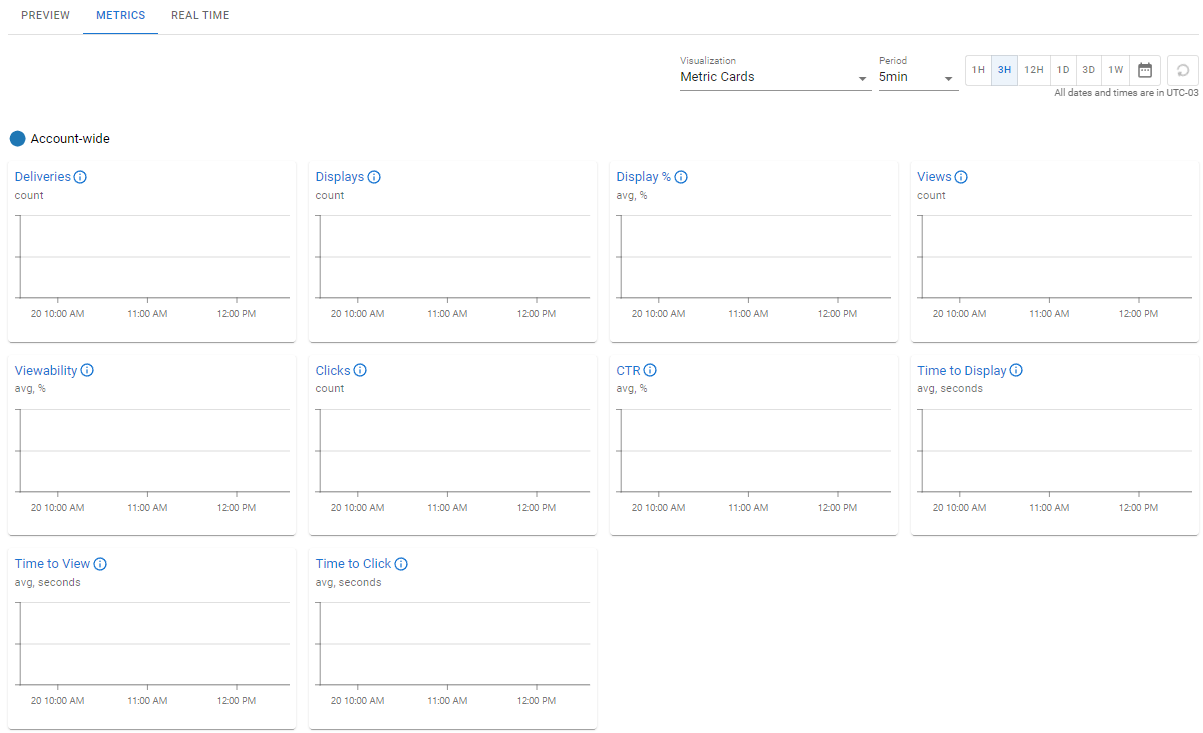 PREVIEW METRICS REAL TIME
Visualization Period
Metric Cards 5min 1H 3H 12H 1D 3D 1W
All dates and times are in UTC-03
Account-wide
Deliveries Displays Display % Views
count count avg, % count
20 10:00 AM 11:00 AM 12:00 PM 20 10:00 AM 11:00 AM 12:00 PM 20 10:00 AM 11:00 AM 12:00 PM 20 10:00 AM 11:00 AM 12:00 PM
Viewability Clicks CTR Time to Display
avg, % count avg, % avg, seconds
20 10:00 AM 11:00 AM 12:00 PM 20 10:00 AM 11:00 AM 12:00 PM 20 10:00 AM 11:00 AM 12:00 PM 20 10:00 AM 11:00 AM 12:00 PM
Time to View Time to Click
avg, seconds avg, seconds
20 10:00 AM 11:00 AM 12:00 PM 20 10:00 AM 11:00 AM 12:00 PM